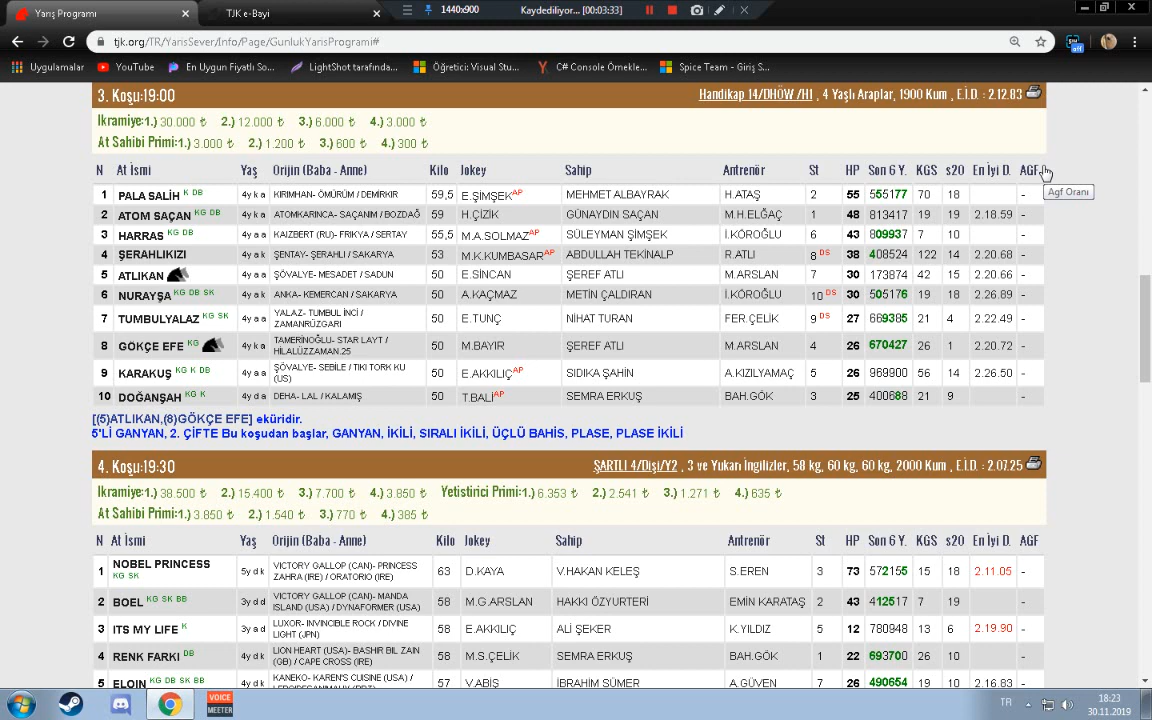 Yarış Programı
TJK e-Bayi
1440x900
Kaydediliyor... [00:03:33]
tjk.org/TR/YarisSever/Info/Page/GunlukYarisProgrami#
Uygulamalar YouTube En Uygun Fiyatlı So... LightShot tarafında... Öğretici: Visual Stu... C# Console Örnekle... Spice Team - Giriş S...
3. Koşu:19:00 Handikap 14/DHÖW /H1 , 4 Yaşlı Araplar, 1900 Kum , E.İ.D. : 2.12.83
İkramiye:1.) 30.000 ₺ 2.) 12.000 ₺ 3.) 6.000 ₺ 4.) 3.000 ₺
At Sahibi Primi:1.) 3.000 ₺ 2.) 1.200 ₺ 3.) 600 ₺ 4.) 300 ₺
N At İsmi Yaş Orijin (Baba - Anne) Kilo Jokey Sahip Antrenör St HP Son 6 Y. KGS s20 En İyi D. AGF
Agf Oranı
1 PALA SALİH K DB 4y k a KIRIMHAN- ÖMÜRÜM / DEMİRKIR 59,5 E.ŞİMŞEK AP MEHMET ALBAYRAK H.ATAŞ 2 55 555177 70 18 -
2 ATOM SAÇAN KG DB 4y k a ATOMKARINCA- SAÇANIM / BOZDAĞ 59 H.ÇİZİK GÜNAYDIN SAÇAN M.H.ELĞAÇ 1 48 813417 19 19 2.18.59 -
3 HARRAS KG DB 4y a a KAIZBERT (RU)- FRIKYA / SERTAY 55,5 M.A.SOLMAZ AP SÜLEYMAN ŞİMŞEK İ.KÖROĞLU 6 43 809937 7 10 -
4 ŞERAHLIKIZI 4y a k ŞENTAY- ŞERAHLI / SAKARYA 53 M.K.KUMBASAR AP ABDULLAH TEKİNALP R.ATLI 8 DS 38 408524 122 14 2.20.68 -
5 ATLIKAN 4y a a ŞÖVALYE- MESADET / SADUN 50 E.SİNCAN ŞEREF ATLI M.ARSLAN 7 30 173874 42 15 2.20.66 -
6 NURAYŞA KG DB SK 4y a k ANKA- KEMERCAN / SAKARYA 50 A.KAÇMAZ METİN ÇALDIRAN İ.KÖROĞLU 10 DS 30 505176 19 18 2.26.89 -
7 TUMBULYALAZ KG SK 4y a a YALAZ- TUMBUL İNCİ / ZAMANRÜZGARI 50 E.TUNÇ NİHAT TURAN FER.ÇELİK 9 DS 27 669385 21 4 2.22.49 -
8 GÖKÇE EFE KG 4y k a TAMERİNOĞLU- STAR LAYT / HİLALÜZZAMAN.25 50 M.BAYIR ŞEREF ATLI M.ARSLAN 4 26 670427 26 1 2.20.72 -
9 KARAKUŞ KG K DB 4y d a ŞÖVALYE- SEBILE / TIKI TORK KU (US) 50 E.AKKILIÇ AP SIDIKA ŞAHİN A.KIZILYAMAÇ 5 26 969900 56 14 2.26.50 -
10 DOĞANŞAH KG K 4y d a DEHA- LAL / KALAMIŞ 50 T.BALİ AP SEMRA ERKUŞ BAH.GÖK 3 25 400688 21 9 -
[(5)ATLIKAN,(8)GÖKÇE EFE] eküridir.
5'Lİ GANYAN, 2. ÇİFTE Bu koşudan başlar, GANYAN, İKİLİ, SIRALI İKİLİ, ÜÇLÜ BAHİS, PLASE, PLASE İKİLİ
4. Koşu:19:30 ŞARTLI 4/Dişi/Y2 , 3 ve Yukarı İngilizler, 58 kg, 60 kg, 60 kg, 2000 Kum , E.İ.D. : 2.07.25
İkramiye:1.) 38.500 ₺ 2.) 15.400 ₺ 3.) 7.700 ₺ 4.) 3.850 ₺ Yetistirici Primi:1.) 6.353 ₺ 2.) 2.541 ₺ 3.) 1.271 ₺ 4.) 635 ₺
At Sahibi Primi:1.) 3.850 ₺ 2.) 1.540 ₺ 3.) 770 ₺ 4.) 385 ₺
N At İsmi Yaş Orijin (Baba - Anne) Kilo Jokey Sahip Antrenör St HP Son 6 Y. KGS s20 En İyi D. AGF
1 NOBEL PRINCESS KG SK 5y d k VICTORY GALLOP (CAN)- PRINCESS ZAHRA (IRE) / ORATORIO (IRE) 63 D.KAYA V.HAKAN KELEŞ S.EREN 3 73 572155 15 18 2.11.05 -
2 BOEL KG SK BB 3y d d VICTORY GALLOP (CAN)- MANDA ISLAND (USA) / DYNAFORMER (USA) 58 M.G.ARSLAN HAKKI ÖZYURTERİ EMİN KARATAŞ 2 43 412517 7 19 -
3 ITS MY LIFE K 3y a d LUXOR- INVINCIBLE ROCK / DIVINE LIGHT (JPN) 58 E.AKKILIÇ ALİ ŞEKER K.YILDIZ 5 12 780948 13 6 2.19.90 -
4 RENK FARKI DB 4y d k LION HEART (USA)- BASHIR BIL ZAIN (GB) / CAPE CROSS (IRE) 58 M.S.ÇELİK SEMRA ERKUŞ BAH.GÖK 1 22 693700 26 10 -
5 ELOIN KG DB SK BB 4y d k KANEKO- KAREN'S CUISINE (USA) / 57 V.ABİŞ İBRAHİM SÜMER A.GÜVEN 7 26 490654 19 10 2.16.83 -
VOICE
MEETER
TR
18:23
30.11.2019